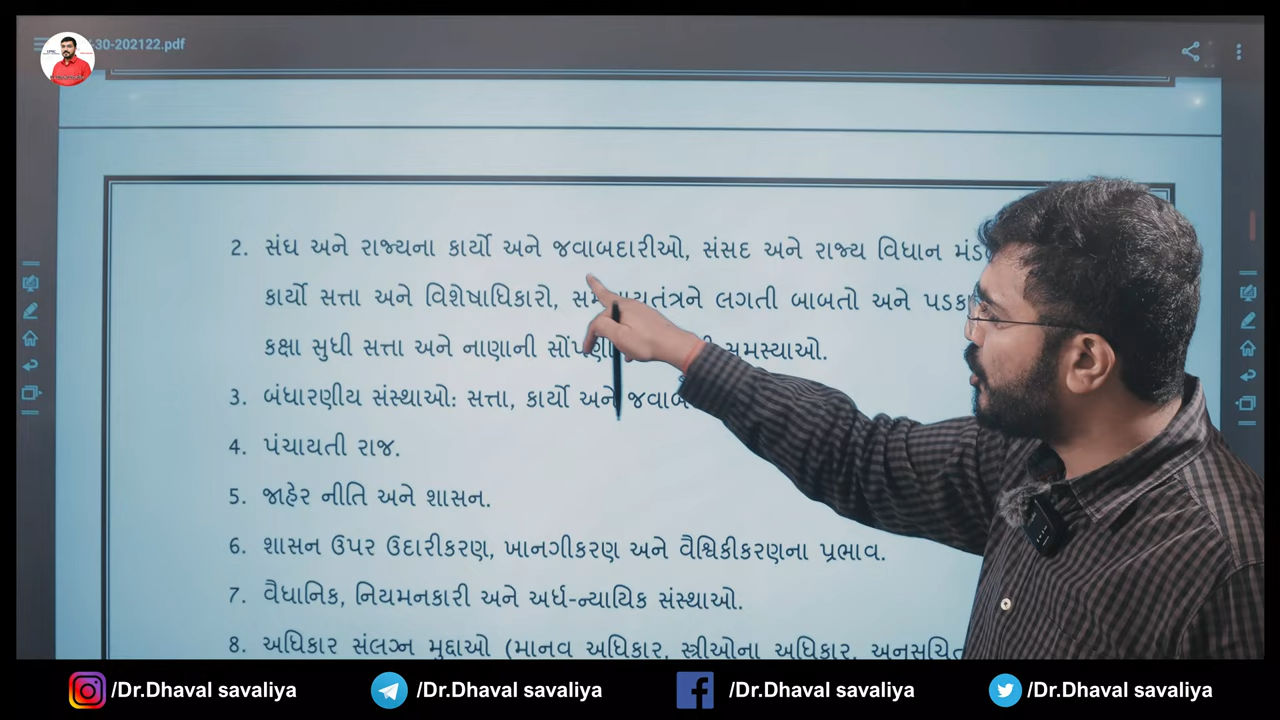 30-202122.pdf
2. સંઘ અને રાજ્યના કાર્યો અને જવાબદારીઓ, સંસદ અને રાજ્ય વિધાન
કાર્યો સત્તા અને વિશેષાધિકારો, લગતી બાબતો અને
કક્ષા સુધી સત્તા અને નાણાની સોંપણી સમસ્યાઓ.
3. બંધારણીય સંસ્થાઓઃ સત્તા, કાર્યો અને
4. પંચાયતી રાજ.
5. જાહેર નીતિ અને શાસન.
6. શાસન ઉપર ઉદારીકરણ, ખાનગીકરણ અને વૈશ્વિકીકરણના પ્રભાવ.
7. વૈધાનિક, નિયમનકારી અને અર્ધ-ન્યાયિક સંસ્થાઓ.
8. અધિકાર સંલગ્ન મુદ્દાઓ (માનવ અધિકાર, સ્ત્રીઓના અધિકાર,
/Dr.Dhaval savaliya /Dr.Dhaval savaliya /Dr.Dhaval savaliya /Dr.Dhaval savaliya